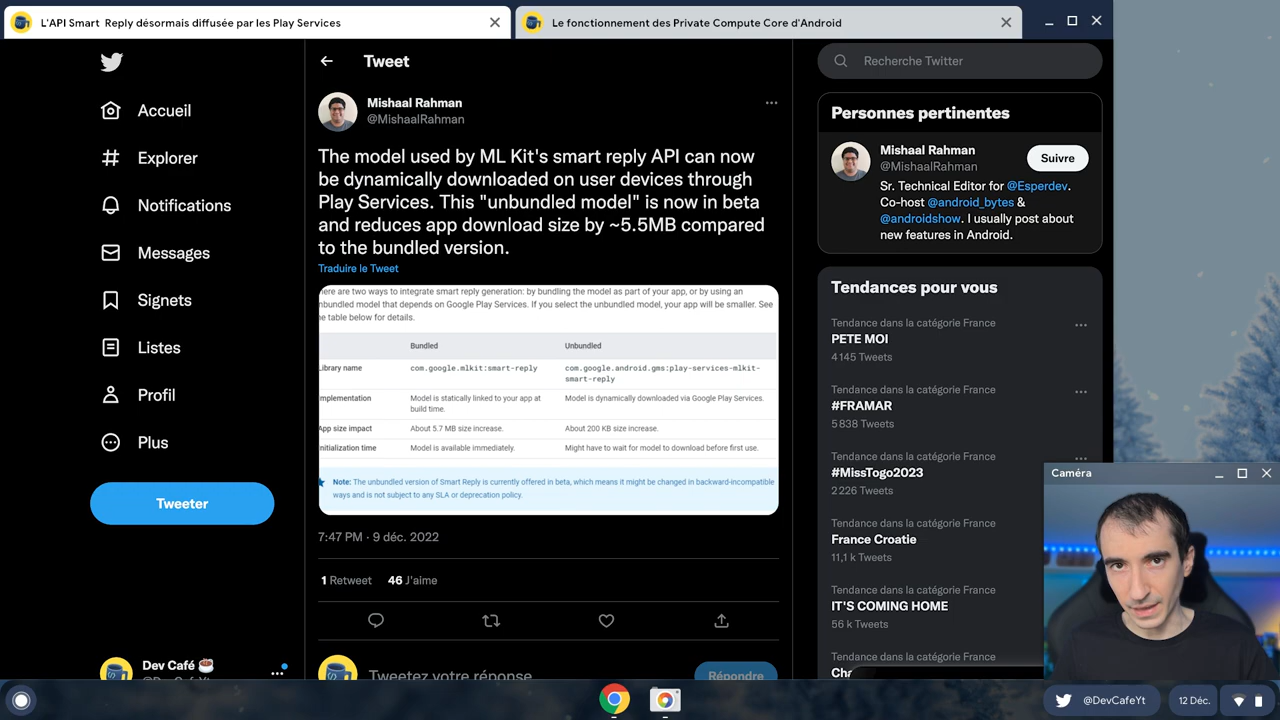 L'API Smart Reply désormais diffusée par les Play Services
Le fonctionnement des Private Compute Core d'Android
Accueil
Explorer
Notifications
Messages
Signets
Listes
Profil
Plus
Tweeter
Dev Café
@DevCafeYt
Tweet
Mishaal Rahman
@MishaalRahman
The model used by ML Kit's smart reply API can now
be dynamically downloaded on user devices through
Play Services. This "unbundled model" is now in beta
and reduces app download size by ~5.5MB compared
to the bundled version.
Traduire le Tweet
ere are two ways to integrate smart reply generation: by bundling the model as part of your app, or by using an
nbundled model that depends on Google Play Services. If you select the unbundled model, your app will be smaller. See
e table below for details.
Bundled Unbundled
Library name com.google.mlkit:smart-reply com.google.android.gms:play-services-mlkit-
smart-reply
mplementation Model is statically linked to your app at Model is dynamically downloaded via Google Play Services.
build time.
App size impact About 5.7 MB size increase. About 200 KB size increase.
nitialization time Model is available immediately. Might have to wait for model to download before first use.
Note: The unbundled version of Smart Reply is currently offered in beta, which means it might be changed in backward-incompatible
ways and is not subject to any SLA or deprecation policy.
7:47 PM · 9 déc. 2022
1 Retweet 46 J'aime
Tweetez votre réponse
Répondre
Recherche Twitter
Personnes pertinentes
Mishaal Rahman
@MishaalRahman
Suivre
Sr. Technical Editor for @Esperdev.
Co-host @android_bytes &
@androidshow. I usually post about
new features in Android.
Tendances pour vous
Tendance dans la catégorie France
PETE MOI
4 145 Tweets
Tendance dans la catégorie France
#FRAMAR
5 838 Tweets
Tendance dans la catégorie France
#MissTogo2023
2 226 Tweets
Tendance dans la catégorie France
France Croatie
11,1 k Tweets
Tendance dans la catégorie France
IT'S COMING HOME
56 k Tweets
Tendance dans la catégorie France
Caméra
@DevCafeYt
12 Déc.